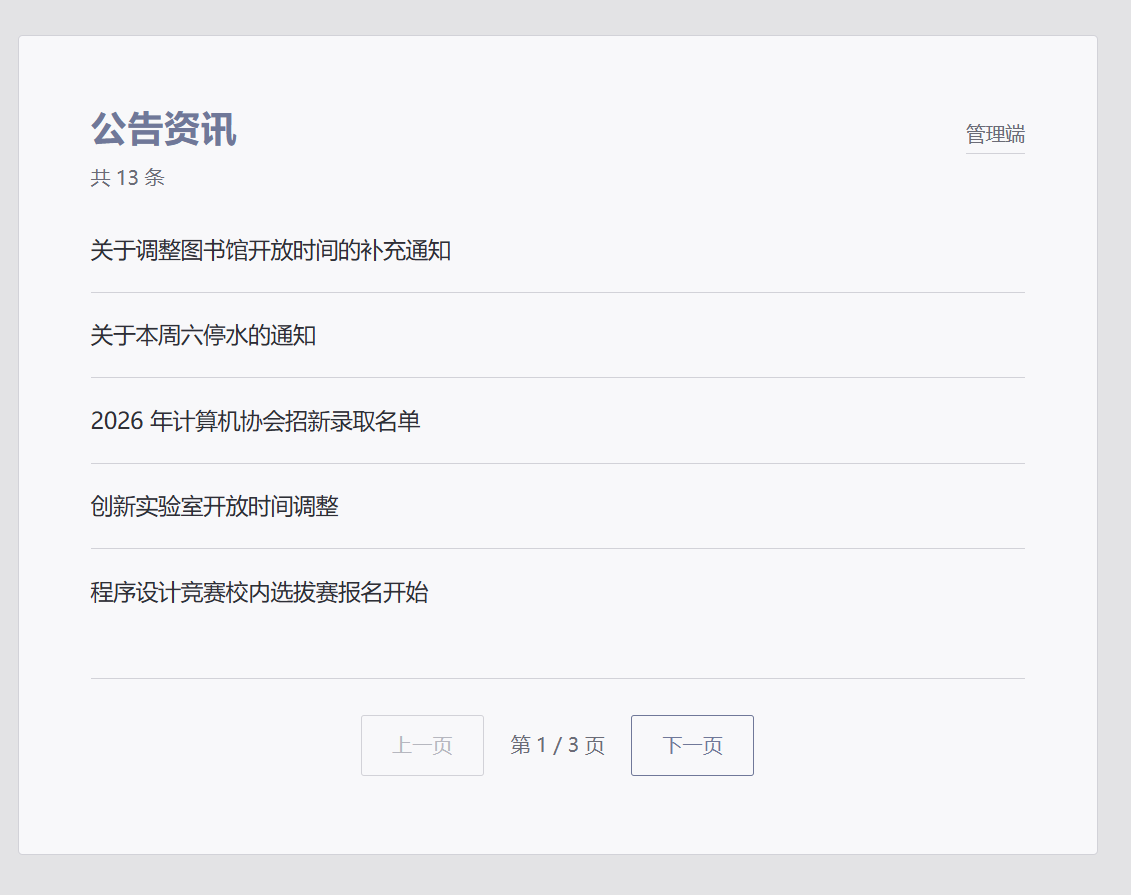 公告资讯
管理端
共 13 条
关于调整图书馆开放时间的补充通知
关于本周六停水的通知
2026 年计算机协会招新录取名单
创新实验室开放时间调整
程序设计竞赛校内选拔赛报名开始
上一页
第 1 / 3 页
下一页